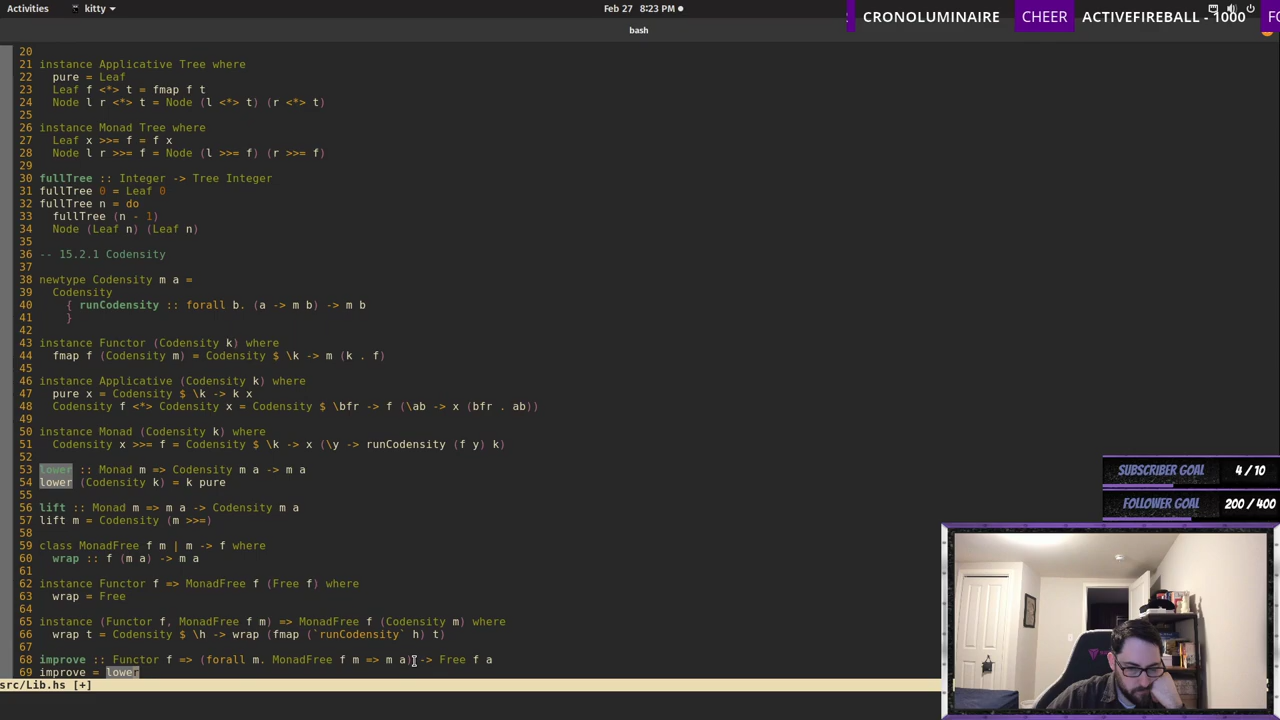 Activities
kitty
Feb 27 8:23 PM
CRONOLUMINAIRE
CHEER
ACTIVEFIREBALL - 1000
bash
20
21 instance Applicative Tree where
22 pure = Leaf
23 Leaf f <*> t = fmap f t
24 Node l r <*> t = Node (l <*> t) (r <*> t)
25
26 instance Monad Tree where
27 Leaf x >>= f = f x
28 Node l r >>= f = Node (l >>= f) (r >>= f)
29
30 fullTree :: Integer -> Tree Integer
31 fullTree 0 = Leaf 0
32 fullTree n = do
33 fullTree (n - 1)
34 Node (Leaf n) (Leaf n)
35
36 -- 15.2.1 Codensity
37
38 newtype Codensity m a =
39 Codensity
40 { runCodensity :: forall b. (a -> m b) -> m b
41 }
42
43 instance Functor (Codensity k) where
44 fmap f (Codensity m) = Codensity $ \k -> m (k . f)
45
46 instance Applicative (Codensity k) where
47 pure x = Codensity $ \k -> k x
48 Codensity f <*> Codensity x = Codensity $ \bfr -> f (\ab -> x (bfr . ab))
49
50 instance Monad (Codensity k) where
51 Codensity x >>= f = Codensity $ \k -> x (\y -> runCodensity (f y) k)
52
53 lower :: Monad m => Codensity m a -> m a
54 lower (Codensity k) = k pure
55
56 lift :: Monad m => m a -> Codensity m a
57 lift m = Codensity (m >>=)
58
59 class MonadFree f m | m -> f where
60 wrap :: f (m a) -> m a
61
62 instance Functor f => MonadFree f (Free f) where
63 wrap = Free
64
65 instance (Functor f, MonadFree f m) => MonadFree f (Codensity m) where
66 wrap t = Codensity $ \h -> wrap (fmap (`runCodensity` h) t)
67
68 improve :: Functor f => (forall m. MonadFree f m => m a) -> Free f a
69 improve = lower
src/Lib.hs [+]
SUBSCRIBER GOAL 4 / 10
FOLLOWER GOAL 200 / 400